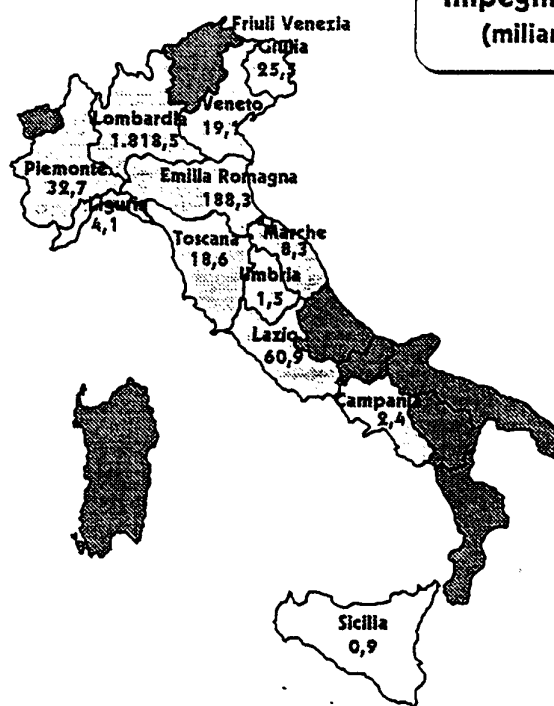 Impegni
(miliar
Friuli Venezia
Giulia
25,3
Veneto
19,1
Lombardia
1.818,5
Piemonte
32,7
Emilia Romagna
188,3
Liguria
4,1
Toscana
18,6
Marche
8,3
Umbria
1,5
Lazio
60,9
Campania
2,4
Sicilia
0,9